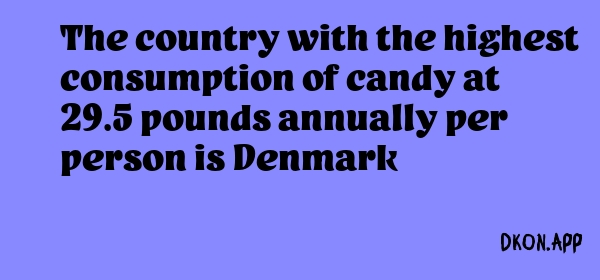 The country with the highest
consumption of candy at
29.5 pounds annually per
person is Denmark
DKON.APP